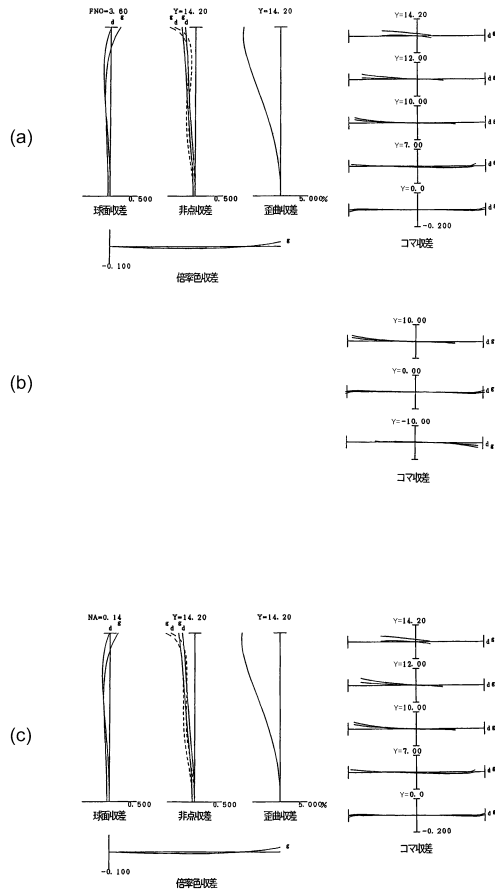 (a)
FNO=3.60
d g
0.500
球面収差
Y=14.20
g d g d
0.500
非点収差
Y=14.20
5.000%
歪曲収差
g
-0.100
倍率色収差
Y=14.20
d g
Y=12.00
d g
Y=10.00
d g
Y=7.00
d g
Y=0.0
d g
-0.200
コマ収差
(b)
Y=10.00
d g
Y=0.00
d g
Y=-10.00
d g
コマ収差
(c)
NA=0.14
d g
0.500
球面収差
Y=14.20
g d g d
0.500
非点収差
Y=14.20
5.000%
歪曲収差
g
-0.100
倍率色収差
Y=14.20
d g
Y=12.00
d g
Y=10.00
d g
Y=7.00
d g
Y=0.0
d g
-0.200
コマ収差